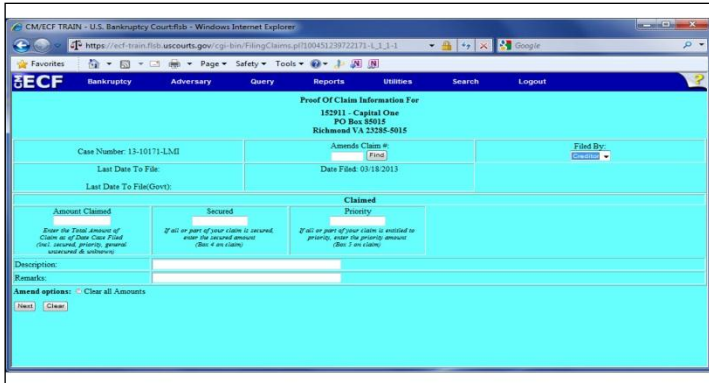 CM/ECF TRAIN - U.S. Bankruptcy Court:flsb - Windows Internet Explorer
https://ecf-train.flsb.uscourts.gov/cgi-bin/FilingClaims.pl?100451239722171-L_1_1-1
Google
Favorites Page Safety Tools
ECF Bankruptcy Adversary Query Reports Utilities Search Logout ?
Proof Of Claim Information For
152911 - Capital One
PO Box 85015
Richmond VA 23285-5015
Case Number: 13-10171-LMI
Amends Claim #:
Find
Filed By:
Creditor
Last Date To File:
Date Filed: 03/18/2013
Last Date To File(Govt):
Claimed
Amount Claimed
Enter the Total Amount of
Claim as of Date Case Filed
(Incl. secured, priority, general
unsecured & unknown)
Secured
If all or part of your claim is secured,
enter the secured amount
(Box 4 on claim)
Priority
If all or part of your claim is entitled to
priority, enter the priority amount
(Box 5 on claim)
Description:
Remarks:
Amend options: Clear all Amounts
Next Clear